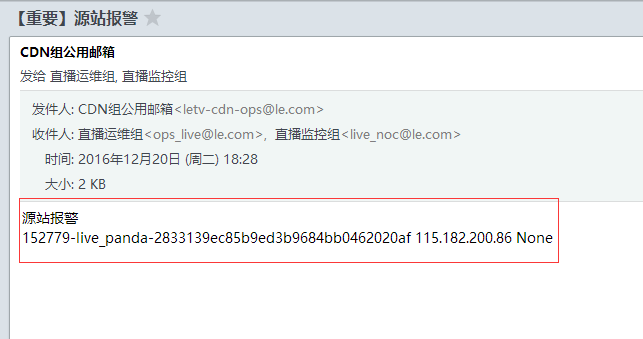 【重要】源站报警
CDN组公用邮箱
发给 直播运维组, 直播监控组
发件人: CDN组公用邮箱<letv-cdn-ops@le.com>
收件人: 直播运维组<ops_live@le.com>, 直播监控组<live_noc@le.com>
时间: 2016年12月20日 (周二) 18:28
大小: 2 KB
源站报警
152779-live_panda-2833139ec85b9ed3b9684bb0462020af 115.182.200.86 None